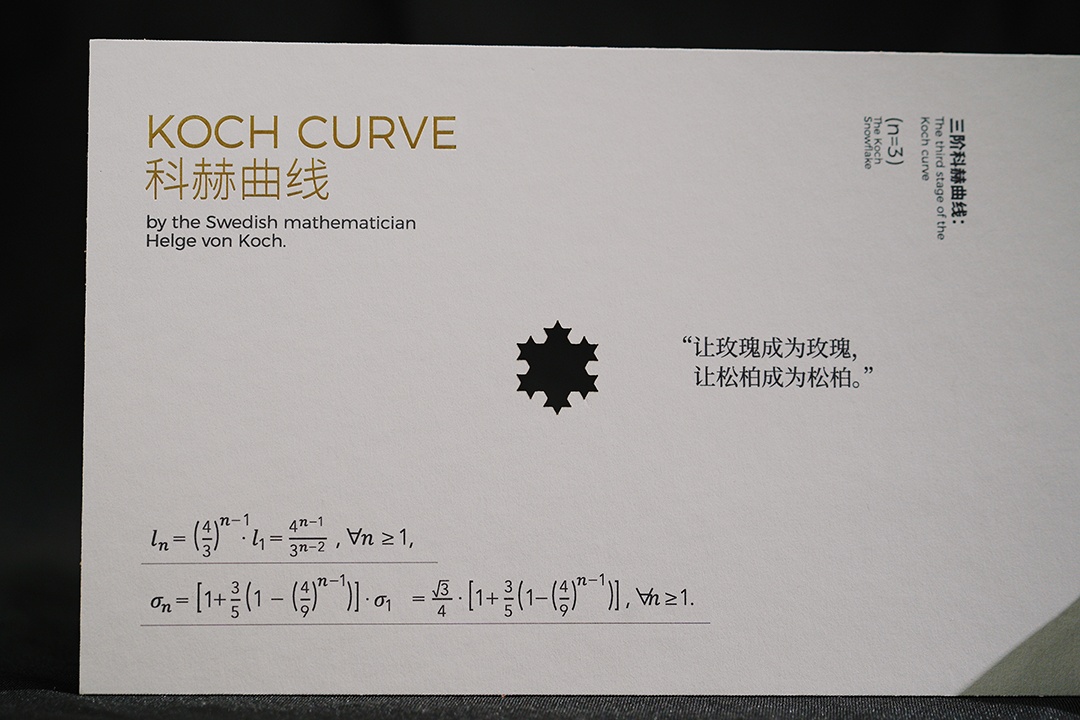 KOCH CURVE
科赫曲线
by the Swedish mathematician
Helge von Koch.
三阶科赫曲线：
The third stage of the
Koch curve
(n=3)
The Koch
Snowflake
“让玫瑰成为玫瑰，
让松柏成为松柏。”
lₙ = (4/3)ⁿ⁻¹ · l₁ = 4ⁿ⁻¹/3ⁿ⁻² , ∀n ≥ 1,
σₙ = [1+3/5(1 − (4/9)ⁿ⁻¹)] · σ₁ = √3/4 · [1+3/5(1−(4/9)ⁿ⁻¹)] , ∀n ≥ 1.